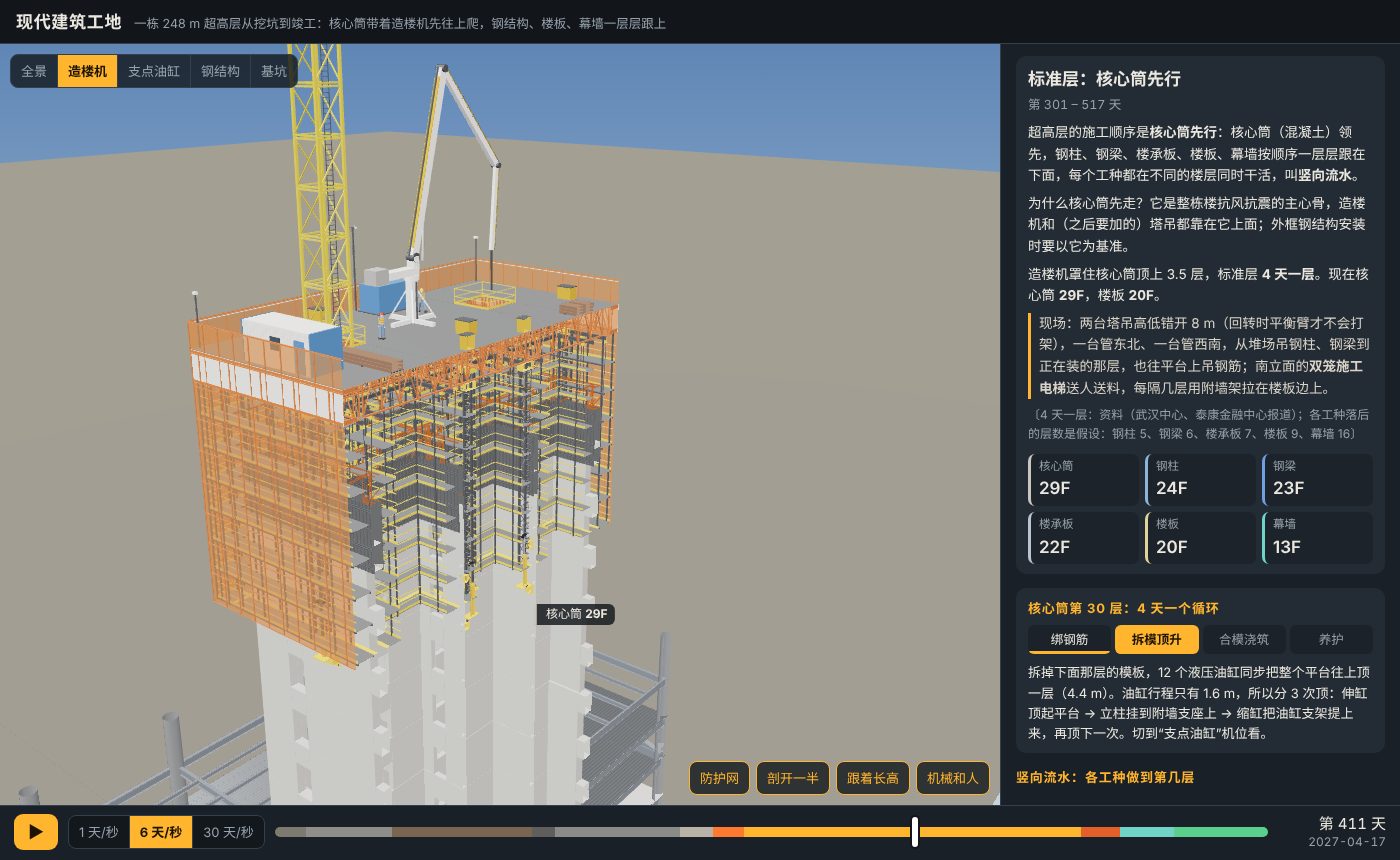 现代建筑工地 一栋 248 m 超高层从挖坑到竣工：核心筒带着造楼机先往上爬，钢结构、楼板、幕墙一层层跟上
全景 造楼机 支点油缸 钢结构 基坑
核心筒 29F
防护网 剖开一半 跟着长高 机械和人
标准层：核心筒先行
第 301 – 517 天
超高层的施工顺序是核心筒先行：核心筒（混凝土）领
先，钢柱、钢梁、楼承板、楼板、幕墙按顺序一层层跟在
下面，每个工种都在不同的楼层同时干活，叫竖向流水。
为什么核心筒先走？它是整栋楼抗风抗震的主心骨，造楼
机和（之后要加的）塔吊都靠在它上面；外框钢结构安装
时要以它为基准。
造楼机罩住核心筒顶上 3.5 层，标准层 4 天一层。现在核
心筒 29F，楼板 20F。
现场：两台塔吊高低错开 8 m（回转时平衡臂才不会打
架），一台管东北、一台管西南，从堆场吊钢柱、钢梁到
正在装的那层，也往平台上吊钢筋；南立面的双笼施工
电梯送人送料，每隔几层用附墙架拉在楼板边上。
〔4 天一层：资料（武汉中心、泰康金融中心报道）；各工种落后
的层数是假设：钢柱 5、钢梁 6、楼承板 7、楼板 9、幕墙 16〕
核心筒 钢柱 钢梁
29F 24F 23F
楼承板 楼板 幕墙
22F 20F 13F
核心筒第 30 层：4 天一个循环
绑钢筋 拆模顶升 合模浇筑 养护
拆掉下面那层的模板，12 个液压油缸同步把整个平台往上顶
一层（4.4 m）。油缸行程只有 1.6 m，所以分 3 次顶：伸缸
顶起平台 → 立柱挂到附墙支座上 → 缩缸把油缸支架提上
来，再顶下一次。切到“支点油缸”机位看。
竖向流水：各工种做到第几层
1 天/秒 6 天/秒 30 天/秒
第 411 天
2027-04-17